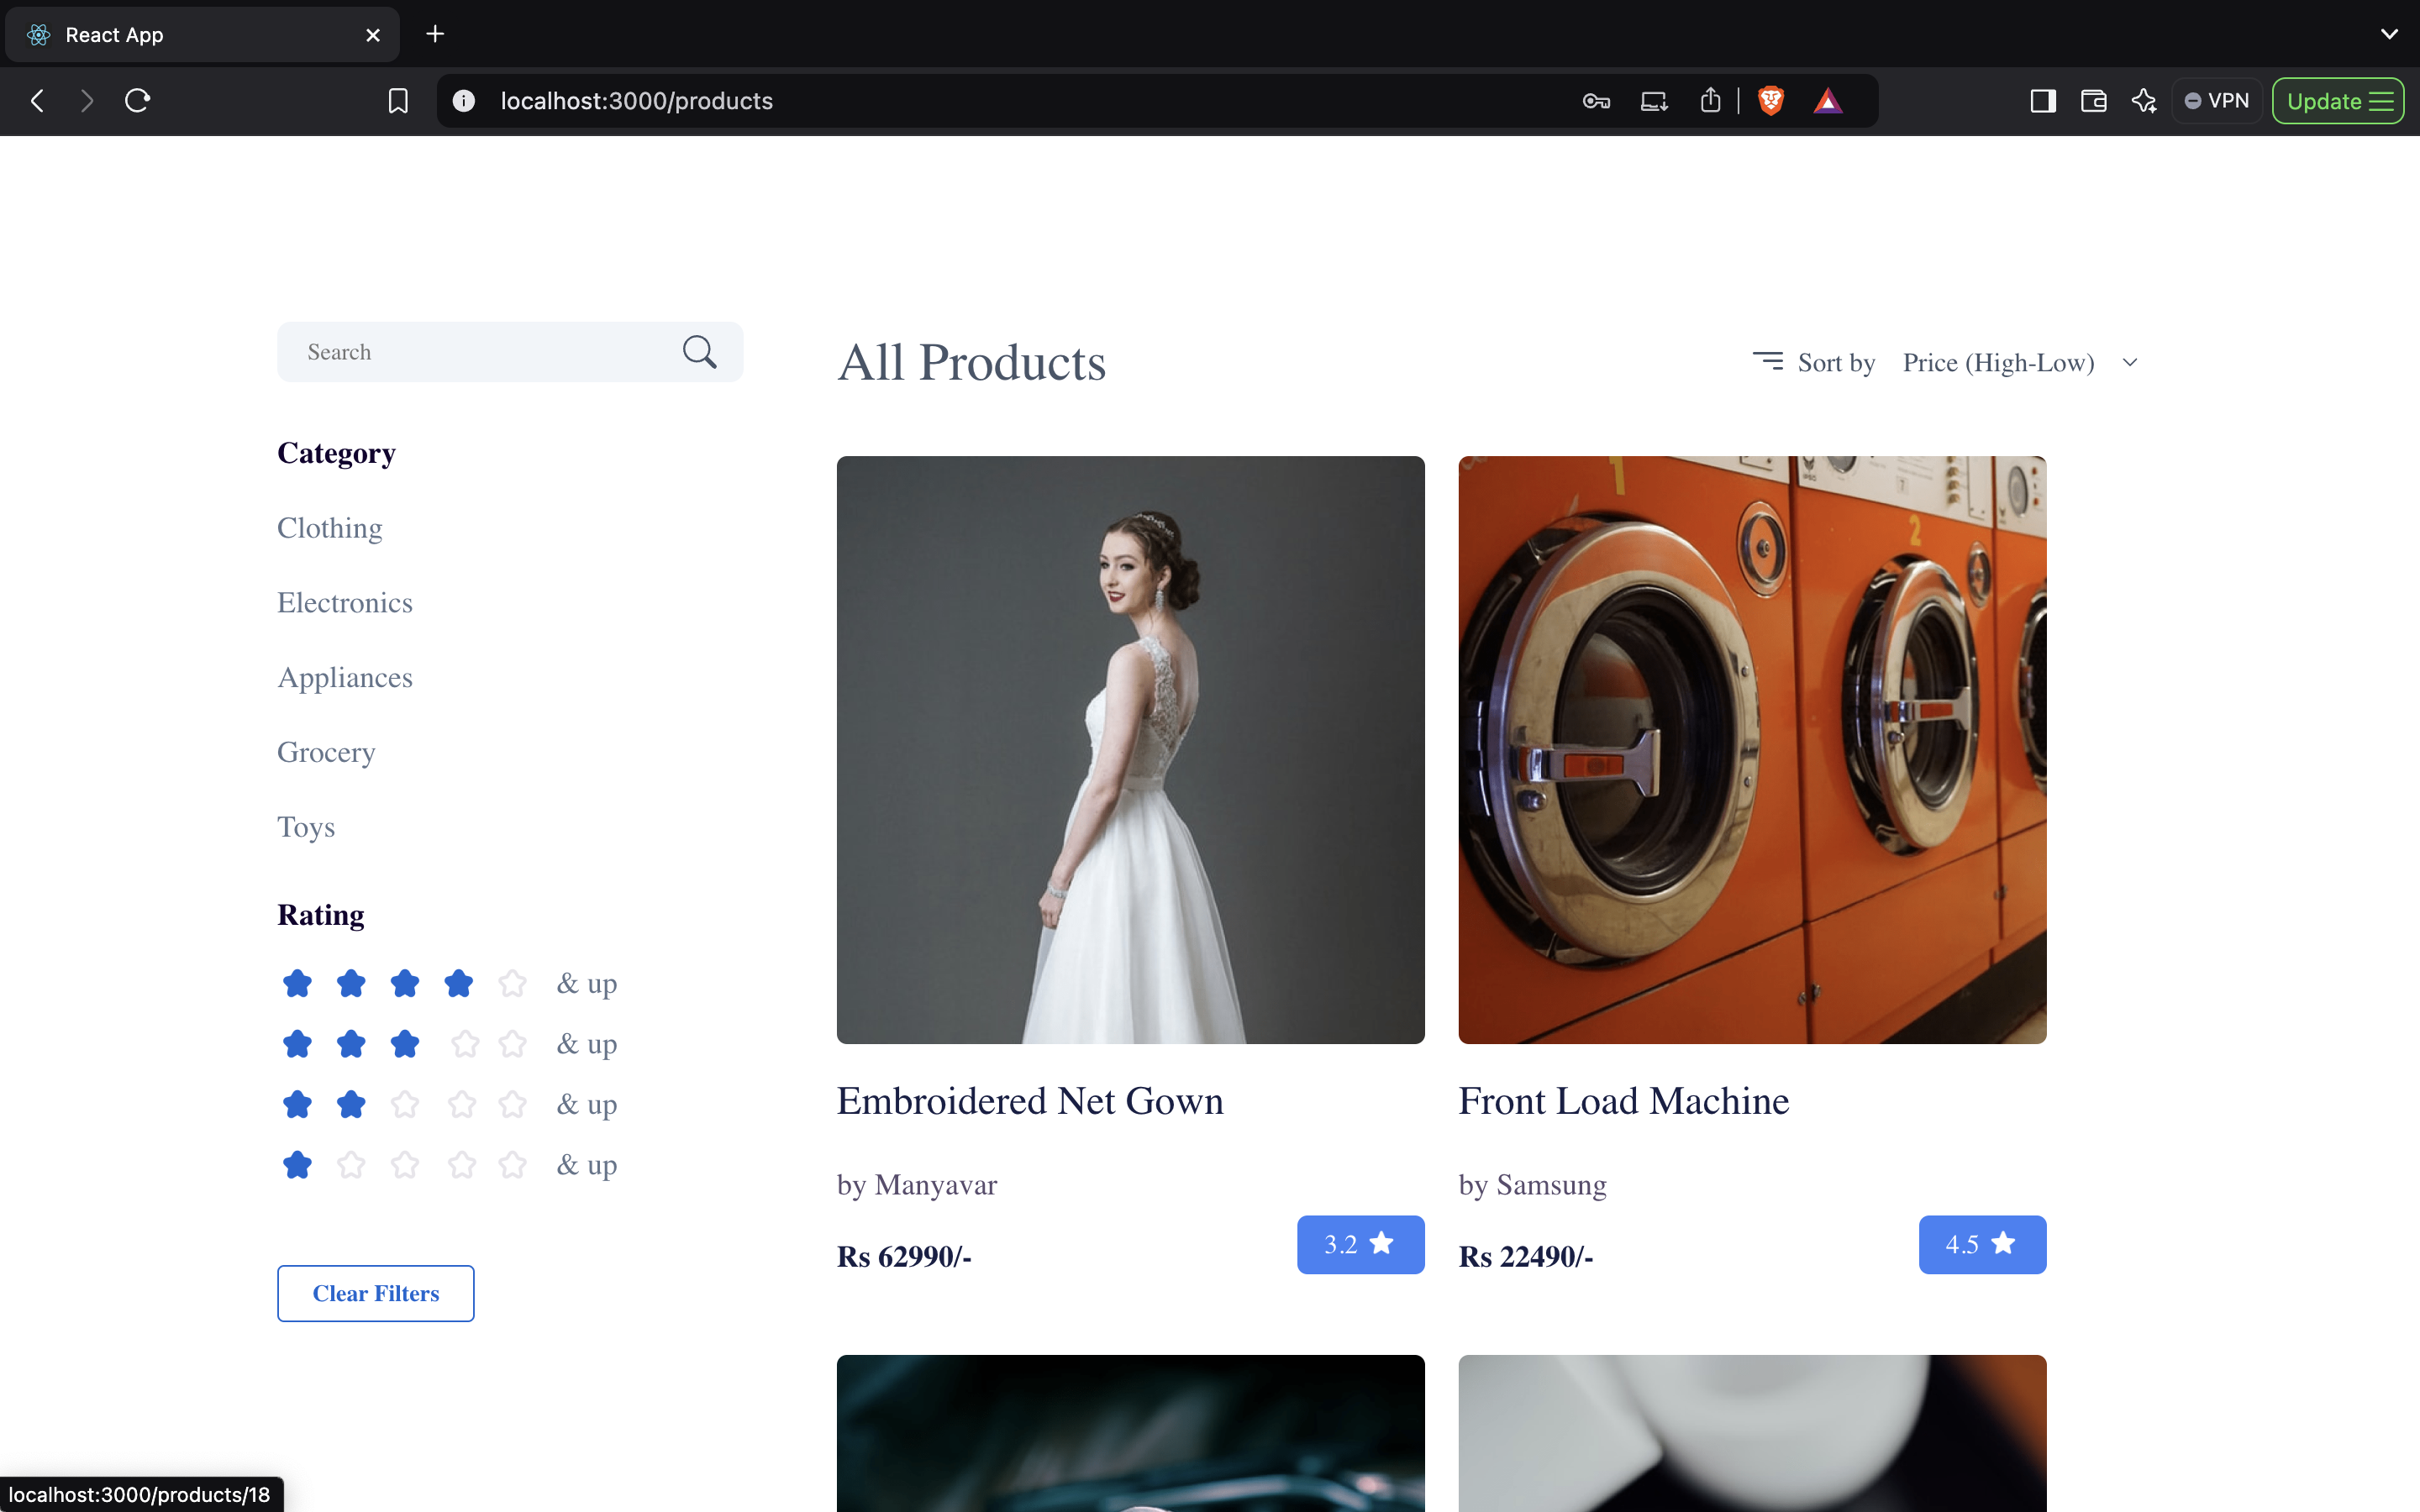 React App
localhost:3000/products
VPN
Update
Search
All Products
Sort by Price (High-Low)
Category
Clothing
Electronics
Appliances
Grocery
Toys
Rating
& up
& up
& up
& up
Clear Filters
1
2
Embroidered Net Gown
by Manyavar
Rs 62990/-
3.2
Front Load Machine
by Samsung
Rs 22490/-
4.5
localhost:3000/products/18